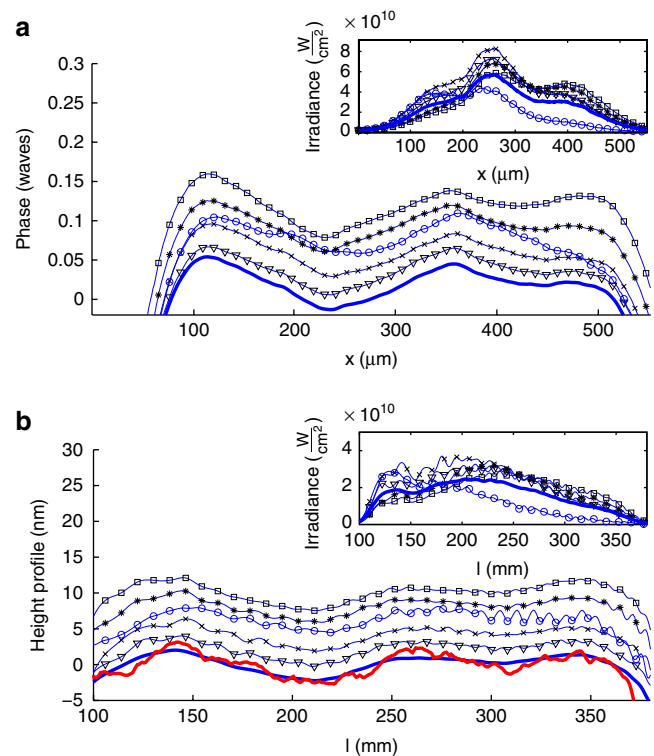 a
× 10^10
Irradiance (W/cm^2)
8
6
4
2
0
100 200 300 400 500
x (μm)
Phase (waves)
0.3
0.25
0.2
0.15
0.1
0.05
0
100 200 300 400 500
x (μm)
b
× 10^10
Irradiance (W/cm^2)
4
2
0
100 150 200 250 300 350
l (mm)
Height profile (nm)
30
25
20
15
10
5
0
−5
100 150 200 250 300 350
l (mm)